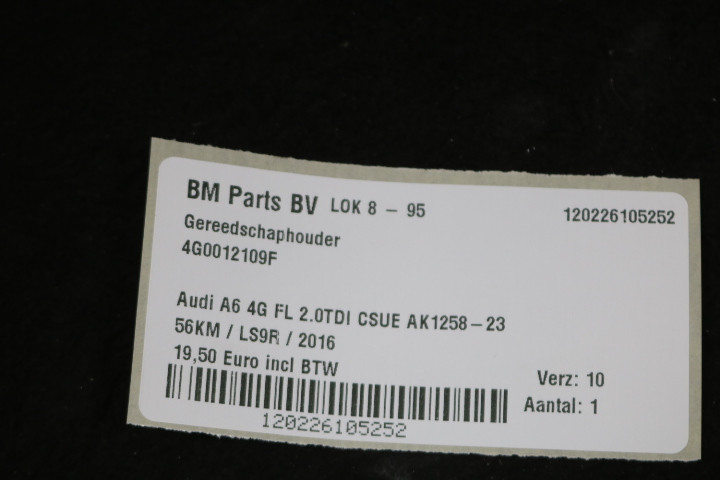 BM Parts BV LOK 8 - 95 120226105252
Gereedschaphouder
4G0012109F
Audi A6 4G FL 2.0TDI CSUE AK1258-23
56KM / LS9R / 2016
19,50 Euro incl BTW
Verz: 10
Aantal: 1
120226105252